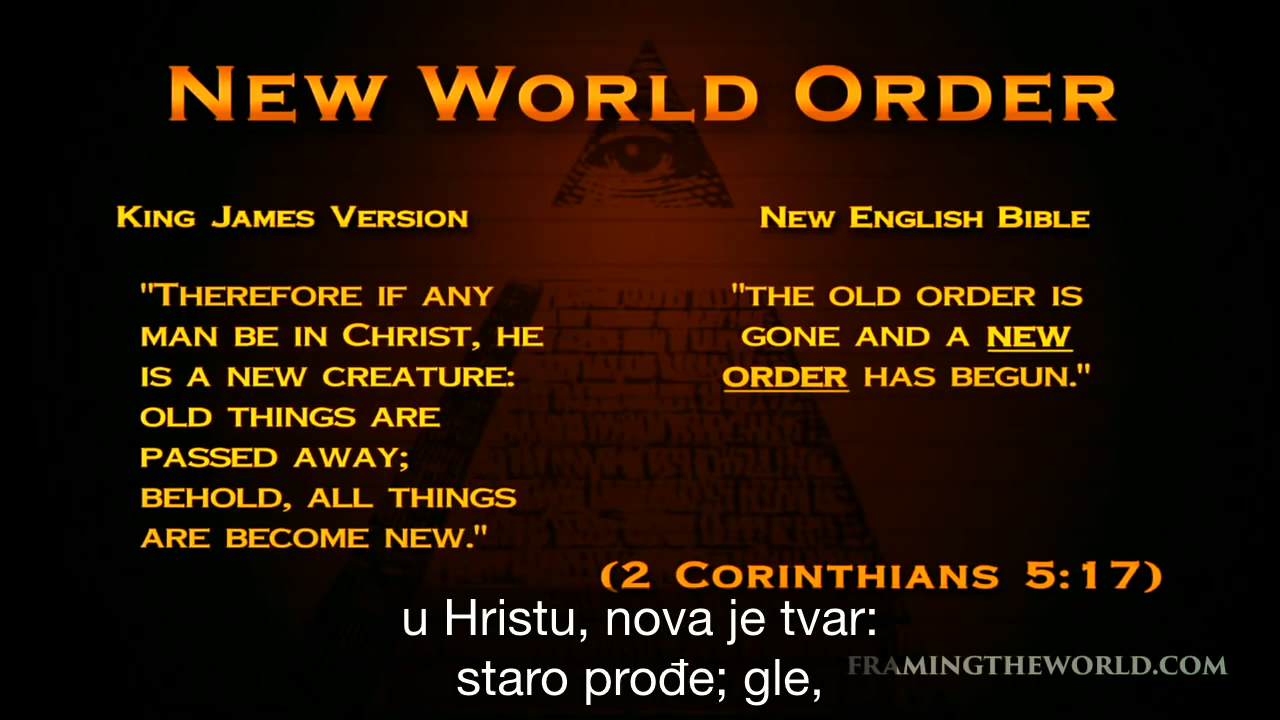 New World Order
King James Version
"Therefore if any
man be in Christ, he
is a new creature:
old things are
passed away;
behold, all things
are become new."
New English Bible
"the old order is
gone and a new
order has begun."
(2 Corinthians 5:17)
u Hristu, nova je tvar:
staro prođe; gle,
framingtheworld.com